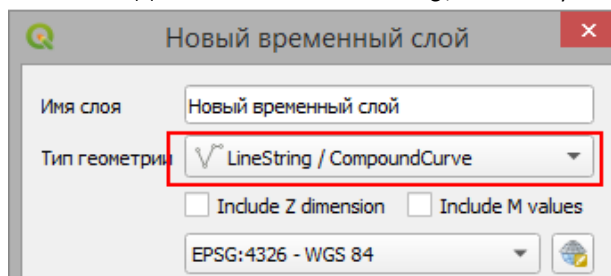 Новый временный слой
Имя слоя Новый временный слой
Тип геометрии LineString / CompoundCurve
Include Z dimension Include M values
EPSG:4326 - WGS 84